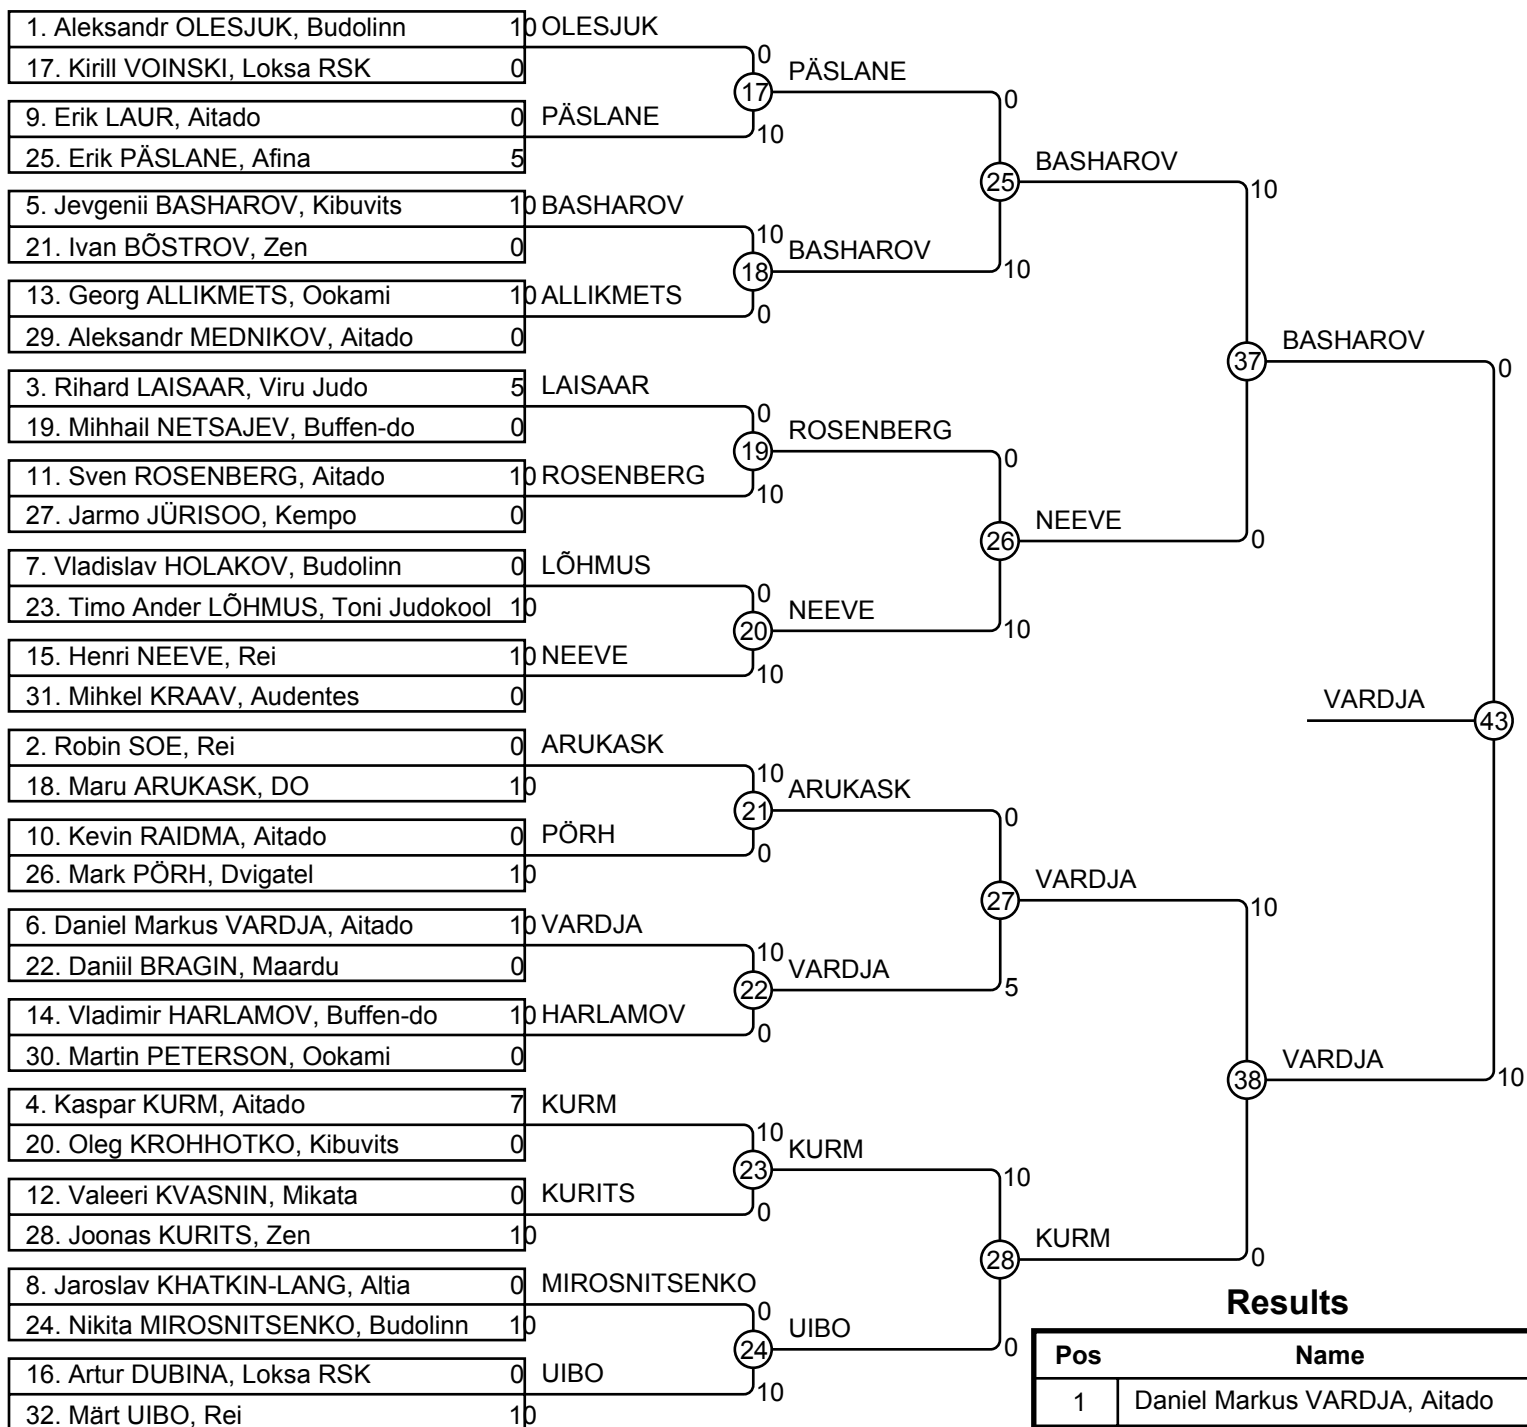 1. Aleksandr OLESJUK, Budolinn 10 OLESJUK
0
17. Kirill VOINSKI, Loksa RSK 0
PÄSLANE
17
0
9. Erik LAUR, Aitado 0 PÄSLANE
10
25. Erik PÄSLANE, Afina 5
BASHAROV
25
10
5. Jevgenii BASHAROV, Kibuvits 10 BASHAROV
10
21. Ivan BÕSTROV, Zen 0
BASHAROV
18
10
13. Georg ALLIKMETS, Ookami 10 ALLIKMETS
0
29. Aleksandr MEDNIKOV, Aitado 0
BASHAROV
37
0
3. Rihard LAISAAR, Viru Judo 5 LAISAAR
0
19. Mihhail NETSAJEV, Buffen-do 0
ROSENBERG
19
0
11. Sven ROSENBERG, Aitado 10 ROSENBERG
10
27. Jarmo JÜRISOO, Kempo 0
NEEVE
26
0
7. Vladislav HOLAKOV, Budolinn 0 LÕHMUS
0
23. Timo Ander LÕHMUS, Toni Judokool 10
NEEVE
20
10
15. Henri NEEVE, Rei 10 NEEVE
10
31. Mihkel KRAAV, Audentes 0
VARDJA
43
2. Robin SOE, Rei 0 ARUKASK
10
18. Maru ARUKASK, DO 10
ARUKASK
21
0
10. Kevin RAIDMA, Aitado 0 PÖRH
0
26. Mark PÖRH, Dvigatel 10
VARDJA
27
10
6. Daniel Markus VARDJA, Aitado 10 VARDJA
10
22. Daniil BRAGIN, Maardu 0
VARDJA
22
5
14. Vladimir HARLAMOV, Buffen-do 10 HARLAMOV
0
30. Martin PETERSON, Ookami 0
VARDJA
38
10
4. Kaspar KURM, Aitado 7 KURM
10
20. Oleg KROHHOTKO, Kibuvits 0
KURM
23
10
12. Valeeri KVASNIN, Mikata 0 KURITS
0
28. Joonas KURITS, Zen 10
KURM
28
0
8. Jaroslav KHATKIN-LANG, Altia 0 MIROSNITSENKO
0
24. Nikita MIROSNITSENKO, Budolinn 10
UIBO
24
0
16. Artur DUBINA, Loksa RSK 0 UIBO
10
32. Märt UIBO, Rei 10
Results
Pos Name
1 Daniel Markus VARDJA, Aitado